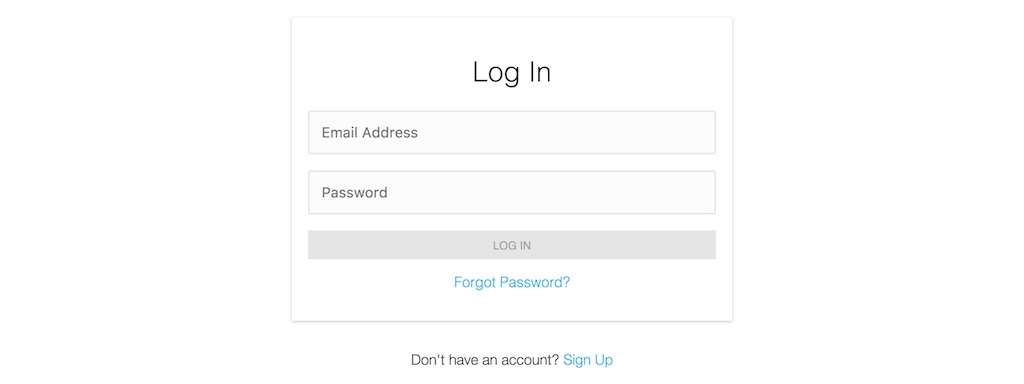 Log In
Email Address
Password
LOG IN
Forgot Password?
Don't have an account? Sign Up